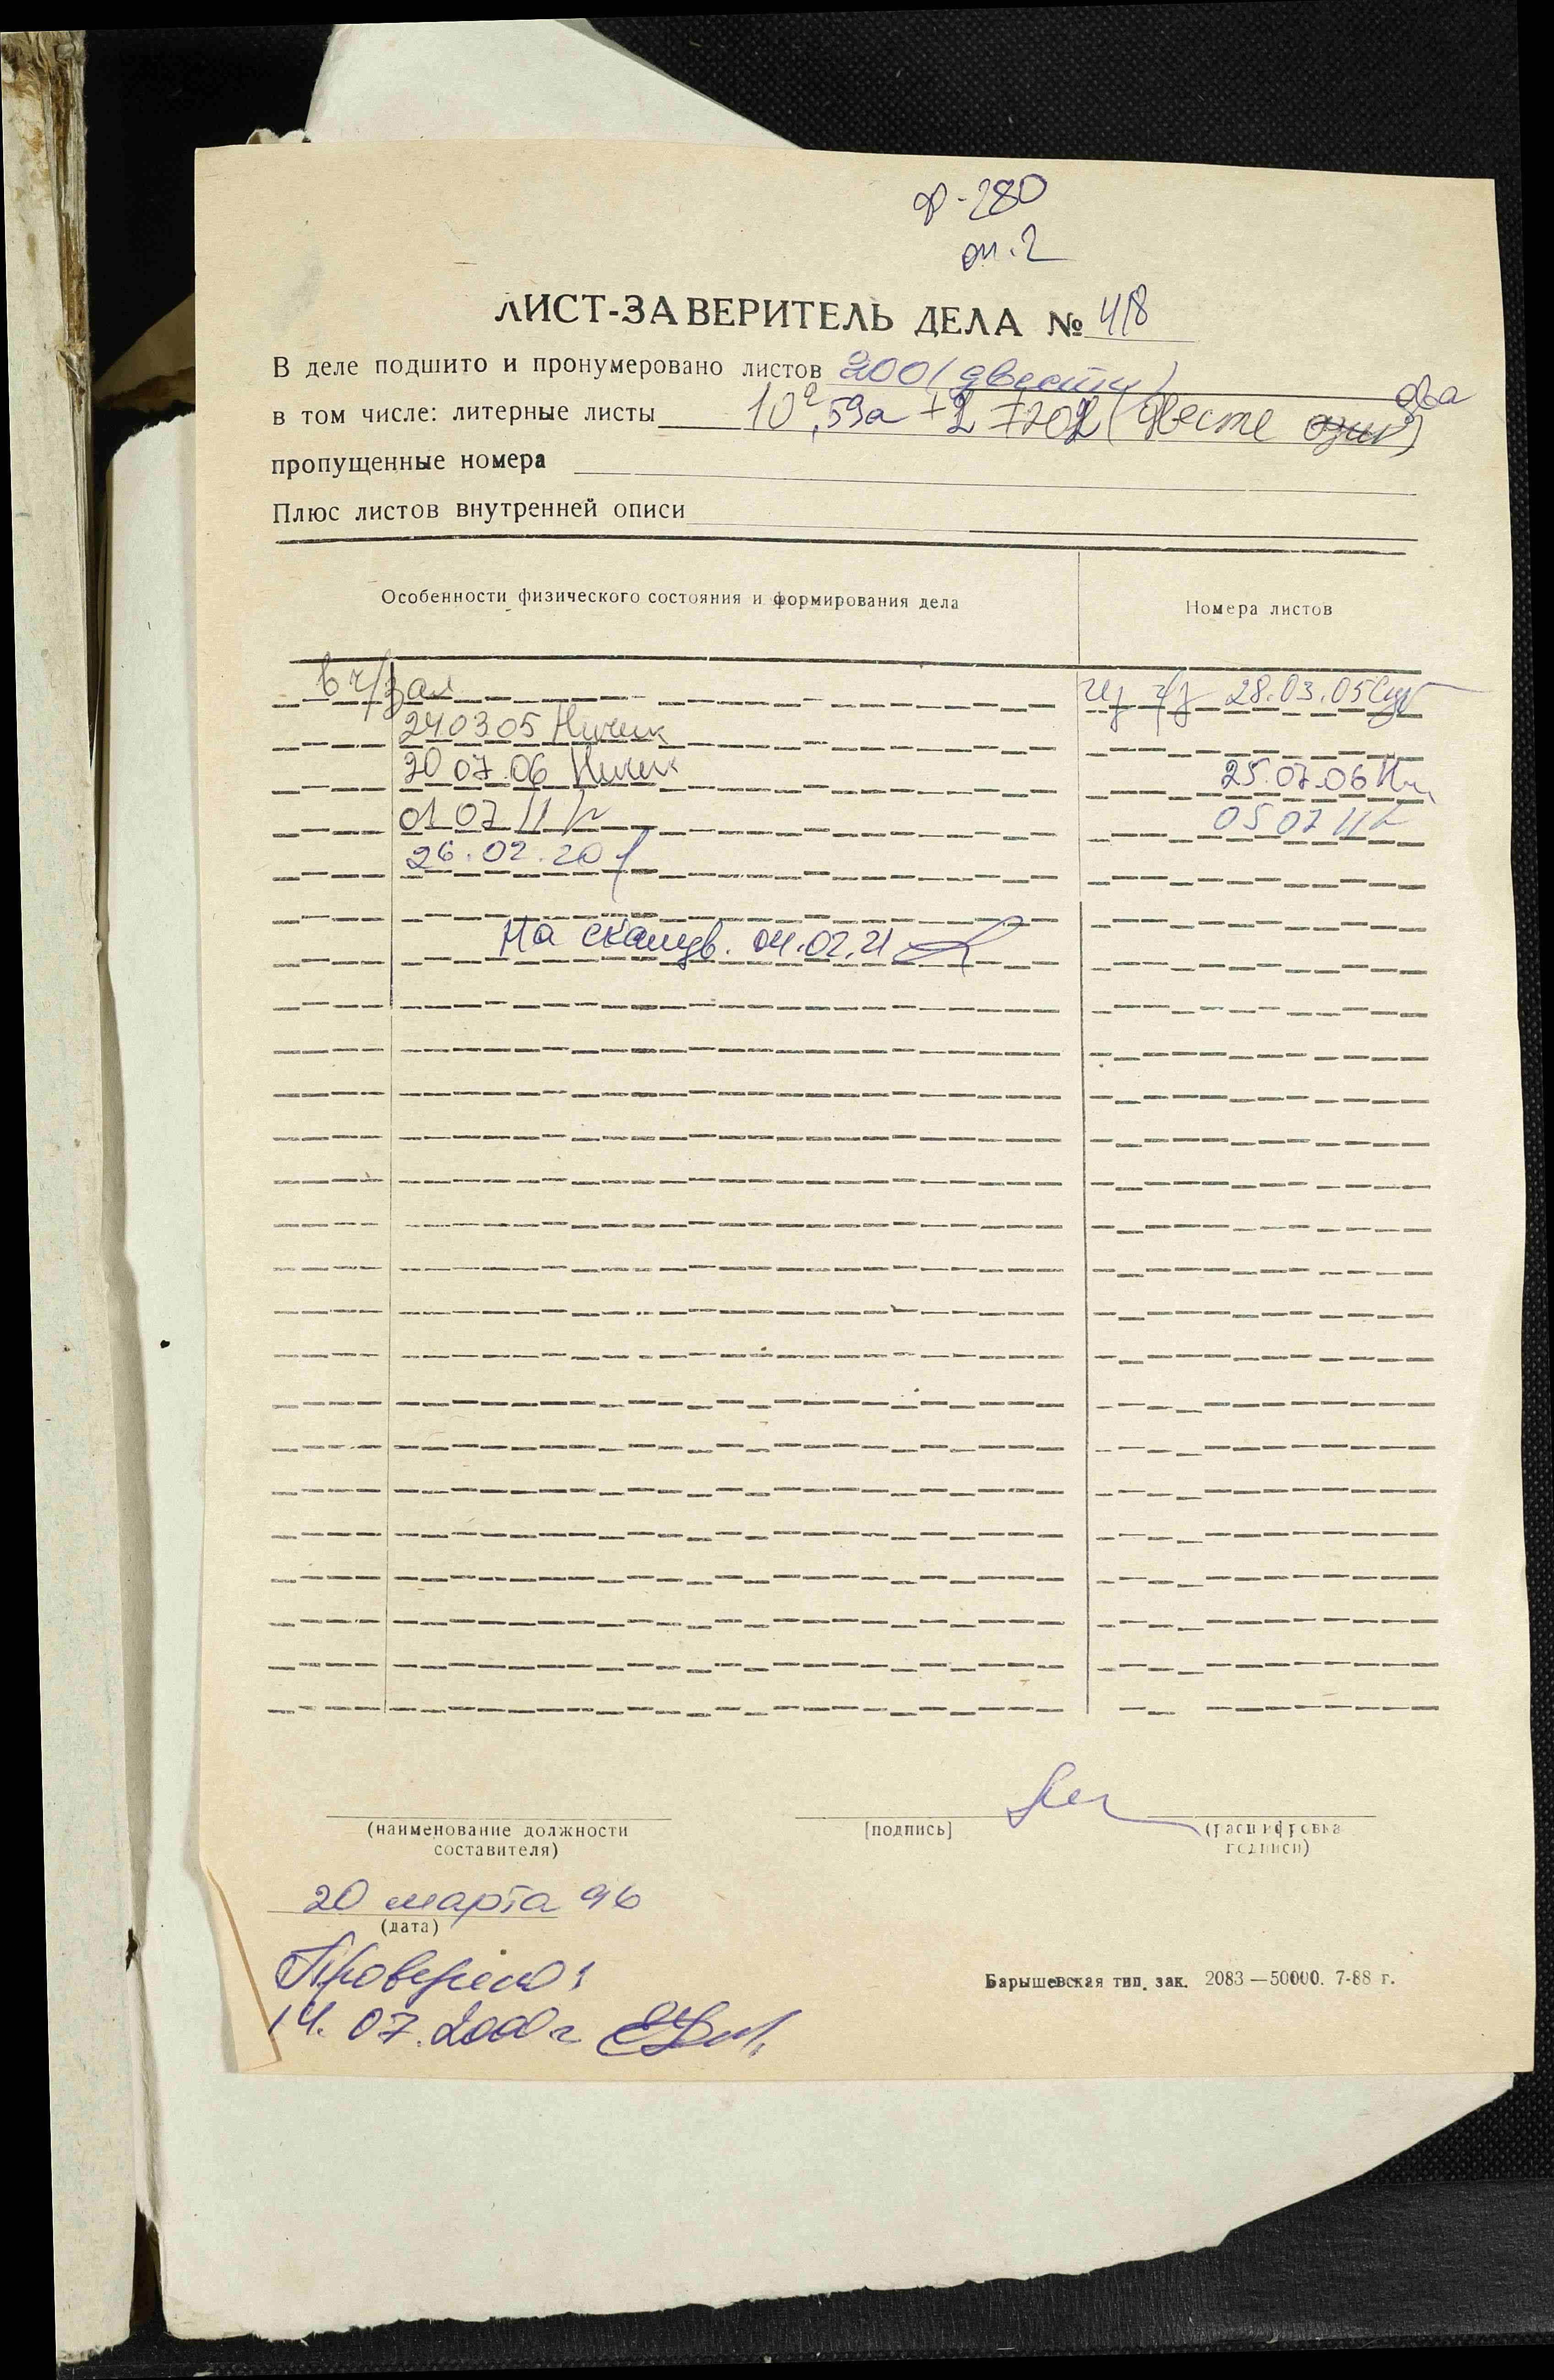 ф-280
оп.2
ЛИСТ-ЗАВЕРИТЕЛЬ ДЕЛА № 418
В деле подшито и пронумеровано листов 200 (двести)
в том числе: литерные листы 10а, 59а +2 =202 (двести два)
пропущенные номера
Плюс листов внутренней описи
Особенности физического состояния и формирования дела
Номера листов
в ч/зал
из ч/з 28.03.05
240305
20 07.06
25.07.06
01 07 11
05 07 11
26.02.20
На сканир. 04.02.21
(наименование должности составителя)
[подпись]
(расшифровка подписи)
20 марта 96
(дата)
Проверено:
14. 07. 2000 г
Барышевская тип. зак. 2083—50000. 7-88 г.